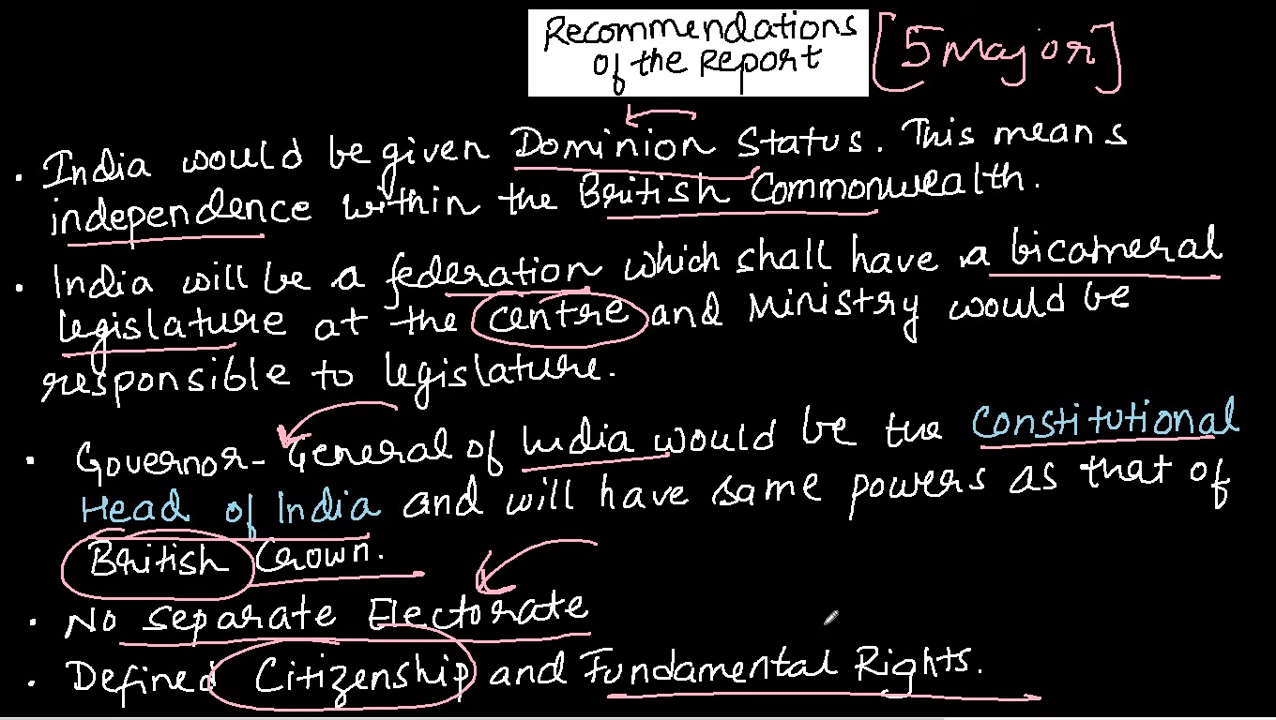 Recommendations
of the Report
[5 Major]
• India would be given Dominion Status. This means
independence within the British Commonwealth.
• India will be a federation which shall have a bicameral
legislature at the centre and Ministry would be
responsible to legislature.
• Governor-General of India would be the Constitutional
Head of India and will have same powers as that of
British Crown.
• No separate Electorate
• Defined Citizenship and Fundamental Rights.